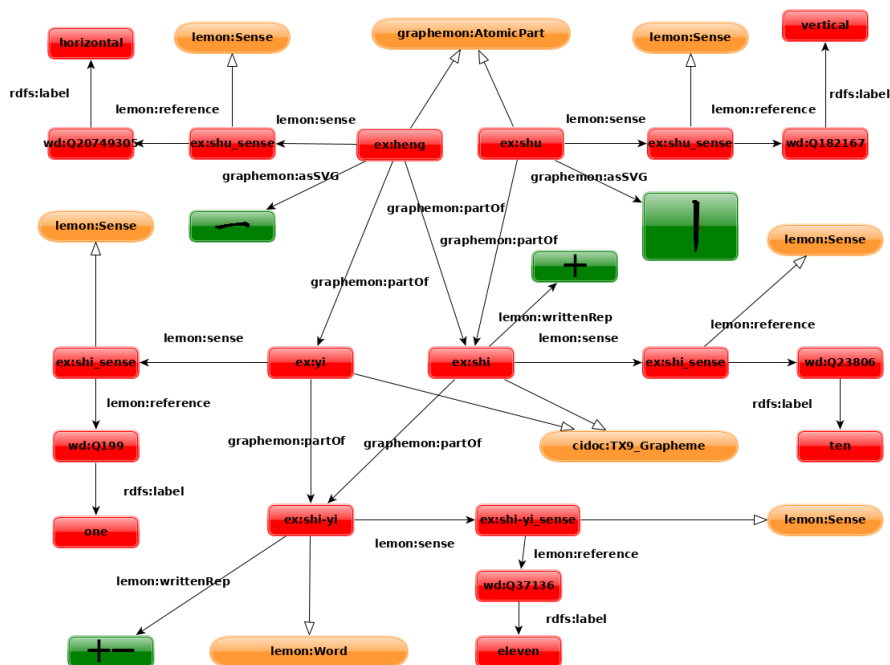 horizontal
lemon:Sense
graphemon:AtomicPart
lemon:Sense
vertical
rdfs:label
lemon:reference
lemon:sense
lemon:sense
lemon:reference
rdfs:label
wd:Q20749305
ex:shu_sense
ex:heng
ex:shu
ex:shu_sense
wd:Q182167
graphemon:asSVG
graphemon:asSVG
一
graphemon:partOf
丨
lemon:Sense
graphemon:partOf
lemon:Sense
十
graphemon:partOf
lemon:writtenRep
lemon:reference
lemon:sense
lemon:sense
ex:shi_sense
ex:yi
ex:shi
ex:shi_sense
wd:Q23806
lemon:reference
rdfs:label
wd:Q199
graphemon:partOf
graphemon:partOf
cidoc:TX9_Grapheme
ten
rdfs:label
one
ex:shi-yi
ex:shi-yi_sense
lemon:Sense
lemon:sense
lemon:reference
lemon:writtenRep
wd:Q37136
rdfs:label
十一
lemon:Word
eleven